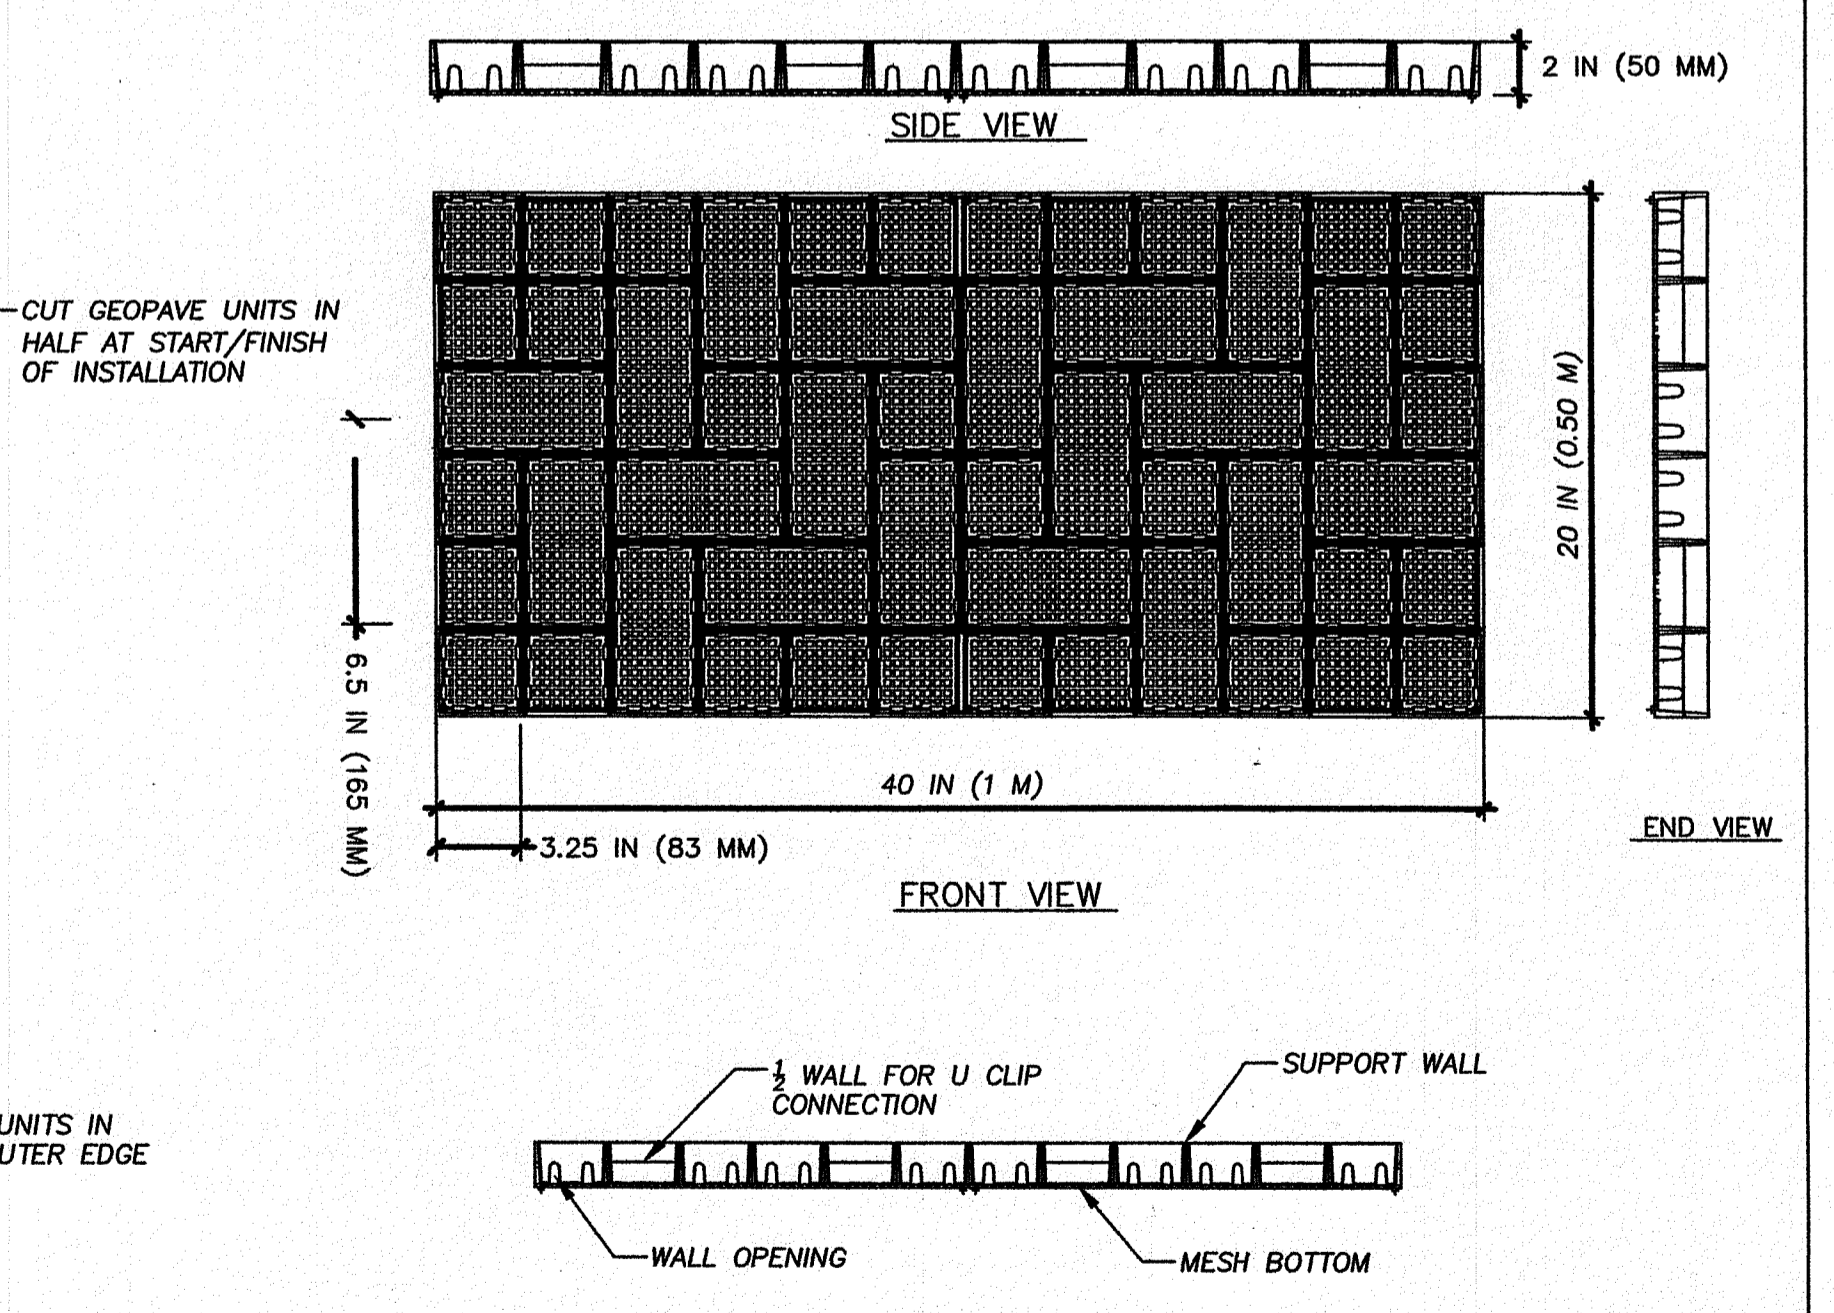 2 IN (50 MM)
SIDE VIEW
CUT GEOPAVE UNITS IN
HALF AT START/FINISH
OF INSTALLATION
20 IN (0.50 M)
6.5 IN (165 MM)
40 IN (1 M)
3.25 IN (83 MM)
END VIEW
FRONT VIEW
½ WALL FOR U CLIP
CONNECTION
SUPPORT WALL
UNITS IN
UTER EDGE
WALL OPENING
MESH BOTTOM